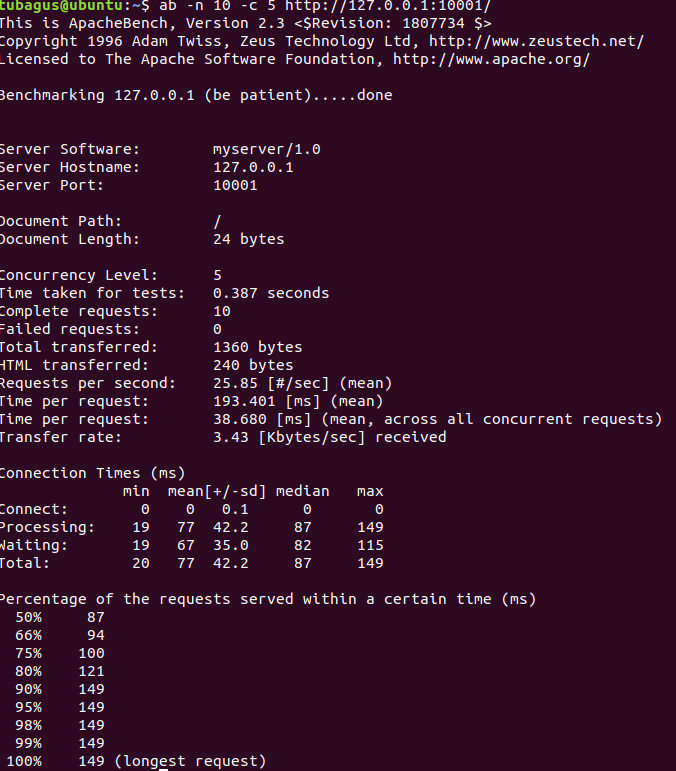 tubagus@ubuntu:~$ ab -n 10 -c 5 http://127.0.0.1:10001/
This is ApacheBench, Version 2.3 <$Revision: 1807734 $>
Copyright 1996 Adam Twiss, Zeus Technology Ltd, http://www.zeustech.net/
Licensed to The Apache Software Foundation, http://www.apache.org/

Benchmarking 127.0.0.1 (be patient).....done


Server Software:        myserver/1.0
Server Hostname:        127.0.0.1
Server Port:            10001

Document Path:          /
Document Length:        24 bytes

Concurrency Level:      5
Time taken for tests:   0.387 seconds
Complete requests:      10
Failed requests:        0
Total transferred:      1360 bytes
HTML transferred:       240 bytes
Requests per second:    25.85 [#/sec] (mean)
Time per request:       193.401 [ms] (mean)
Time per request:       38.680 [ms] (mean, across all concurrent requests)
Transfer rate:          3.43 [Kbytes/sec] received

Connection Times (ms)
              min  mean[+/-sd] median   max
Connect:        0    0   0.1      0       0
Processing:    19   77  42.2     87     149
Waiting:       19   67  35.0     82     115
Total:         20   77  42.2     87     149

Percentage of the requests served within a certain time (ms)
  50%     87
  66%     94
  75%    100
  80%    121
  90%    149
  95%    149
  98%    149
  99%    149
 100%    149 (longest request)